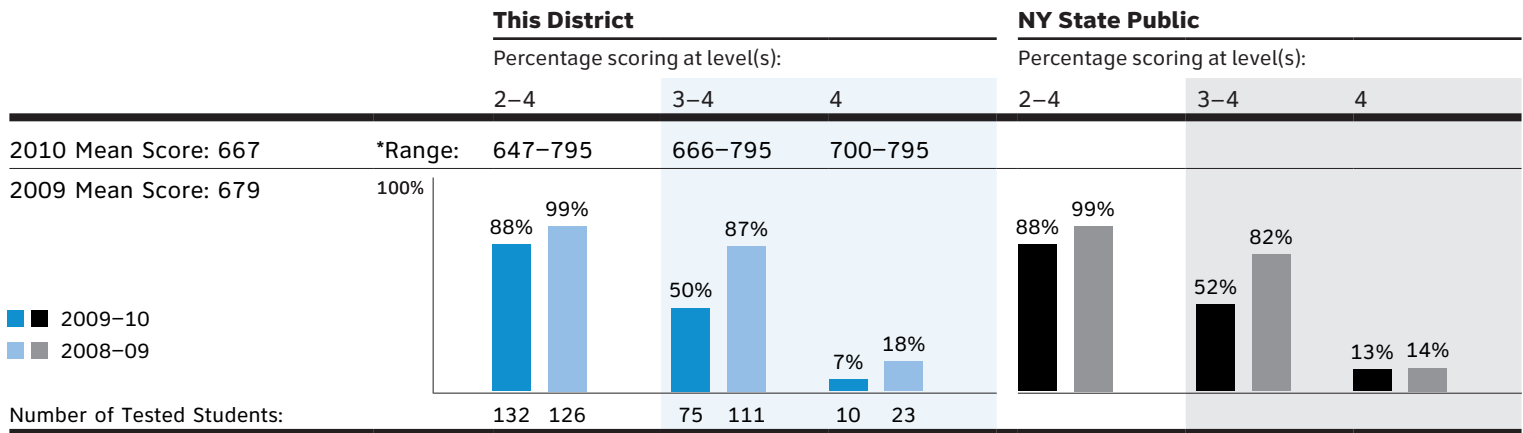 This District NY State Public
Percentage scoring at level(s): Percentage scoring at level(s):
2–4 3–4 4 2–4 3–4 4
2010 Mean Score: 667 *Range: 647–795 666–795 700–795
2009 Mean Score: 679 100%
88% 99% 50% 87% 7% 18% 88% 99% 52% 82% 13% 14%
2009–10
2008–09
Number of Tested Students: 132 126 75 111 10 23